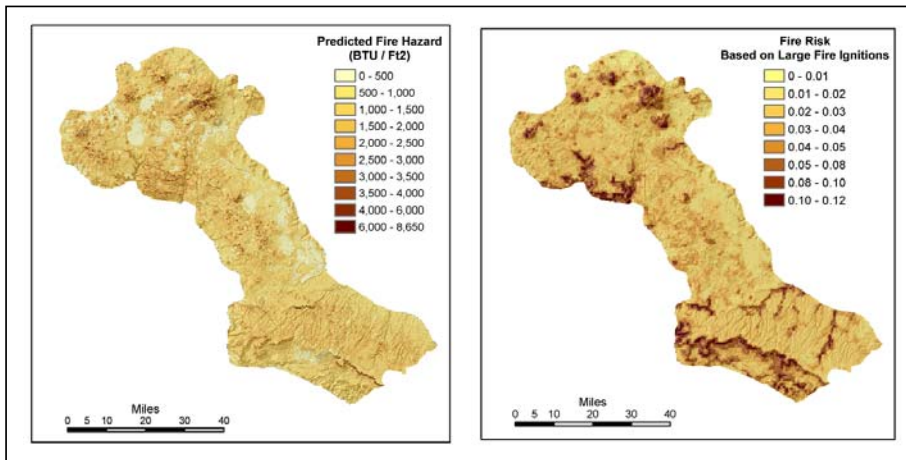 Predicted Fire Hazard
(BTU / Ft2)
0 - 500
500 - 1,000
1,000 - 1,500
1,500 - 2,000
2,000 - 2,500
2,500 - 3,000
3,000 - 3,500
3,500 - 4,000
4,000 - 6,000
6,000 - 8,650
Miles
0 5 10 20 30 40
Fire Risk
Based on Large Fire Ignitions
0 - 0.01
0.01 - 0.02
0.02 - 0.03
0.03 - 0.04
0.04 - 0.05
0.05 - 0.08
0.08 - 0.10
0.10 - 0.12
Miles
0 5 10 20 30 40